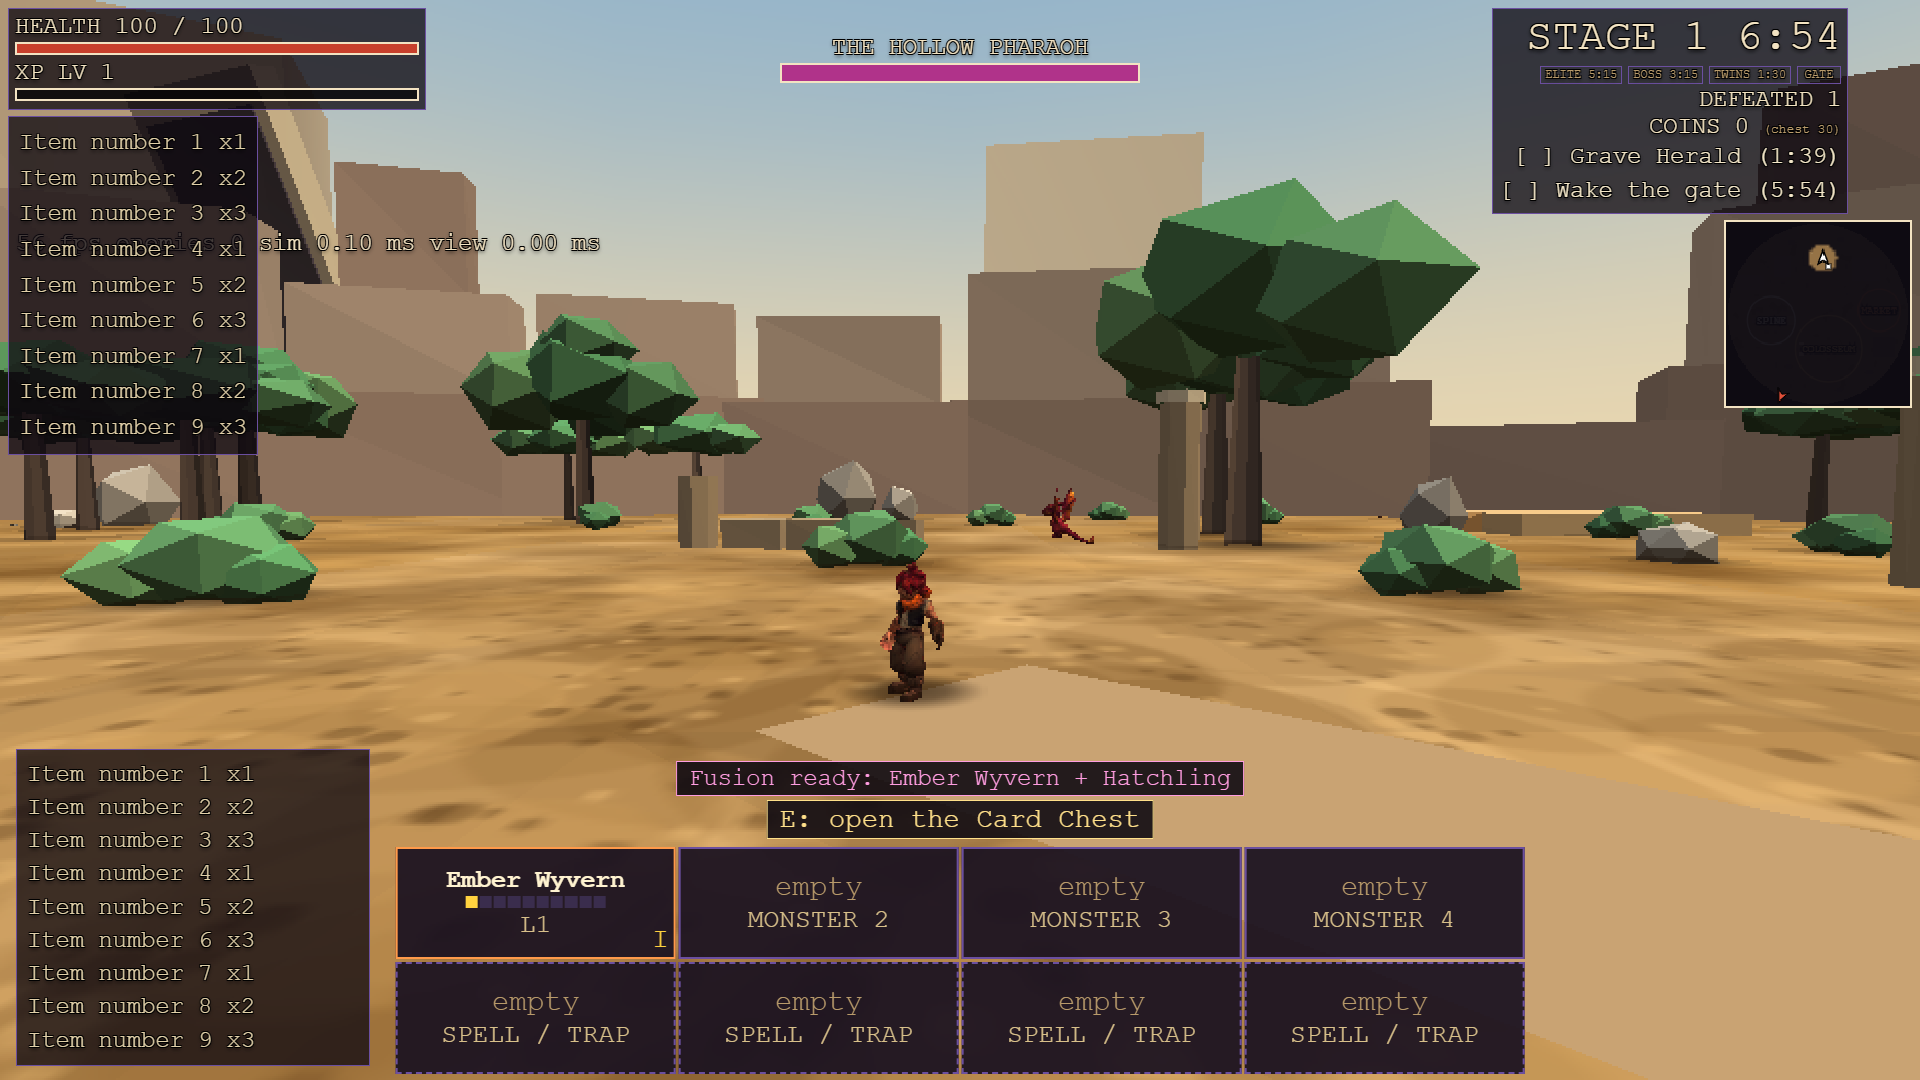 HEALTH 100 / 100
XP LV 1
THE HOLLOW PHARAOH
STAGE 1 6:54
ELITE 5:15 BOSS 3:15 TWINS 1:30 GATE
DEFEATED 1
COINS 0 (chest 30)
[ ] Grave Herald (1:39)
[ ] Wake the gate (5:54)
Item number 1 x1
Item number 2 x2
Item number 3 x3
sim 0.10 ms view 0.00 ms
Item number 4 x1
Item number 5 x2
Item number 6 x3
Item number 7 x1
Item number 8 x2
Item number 9 x3
Item number 1 x1
Item number 2 x2
Item number 3 x3
Item number 4 x1
Item number 5 x2
Item number 6 x3
Item number 7 x1
Item number 8 x2
Item number 9 x3
Fusion ready: Ember Wyvern + Hatchling
E: open the Card Chest
Ember Wyvern
L1
I
empty
MONSTER 2
empty
MONSTER 3
empty
MONSTER 4
empty
SPELL / TRAP
empty
SPELL / TRAP
empty
SPELL / TRAP
empty
SPELL / TRAP